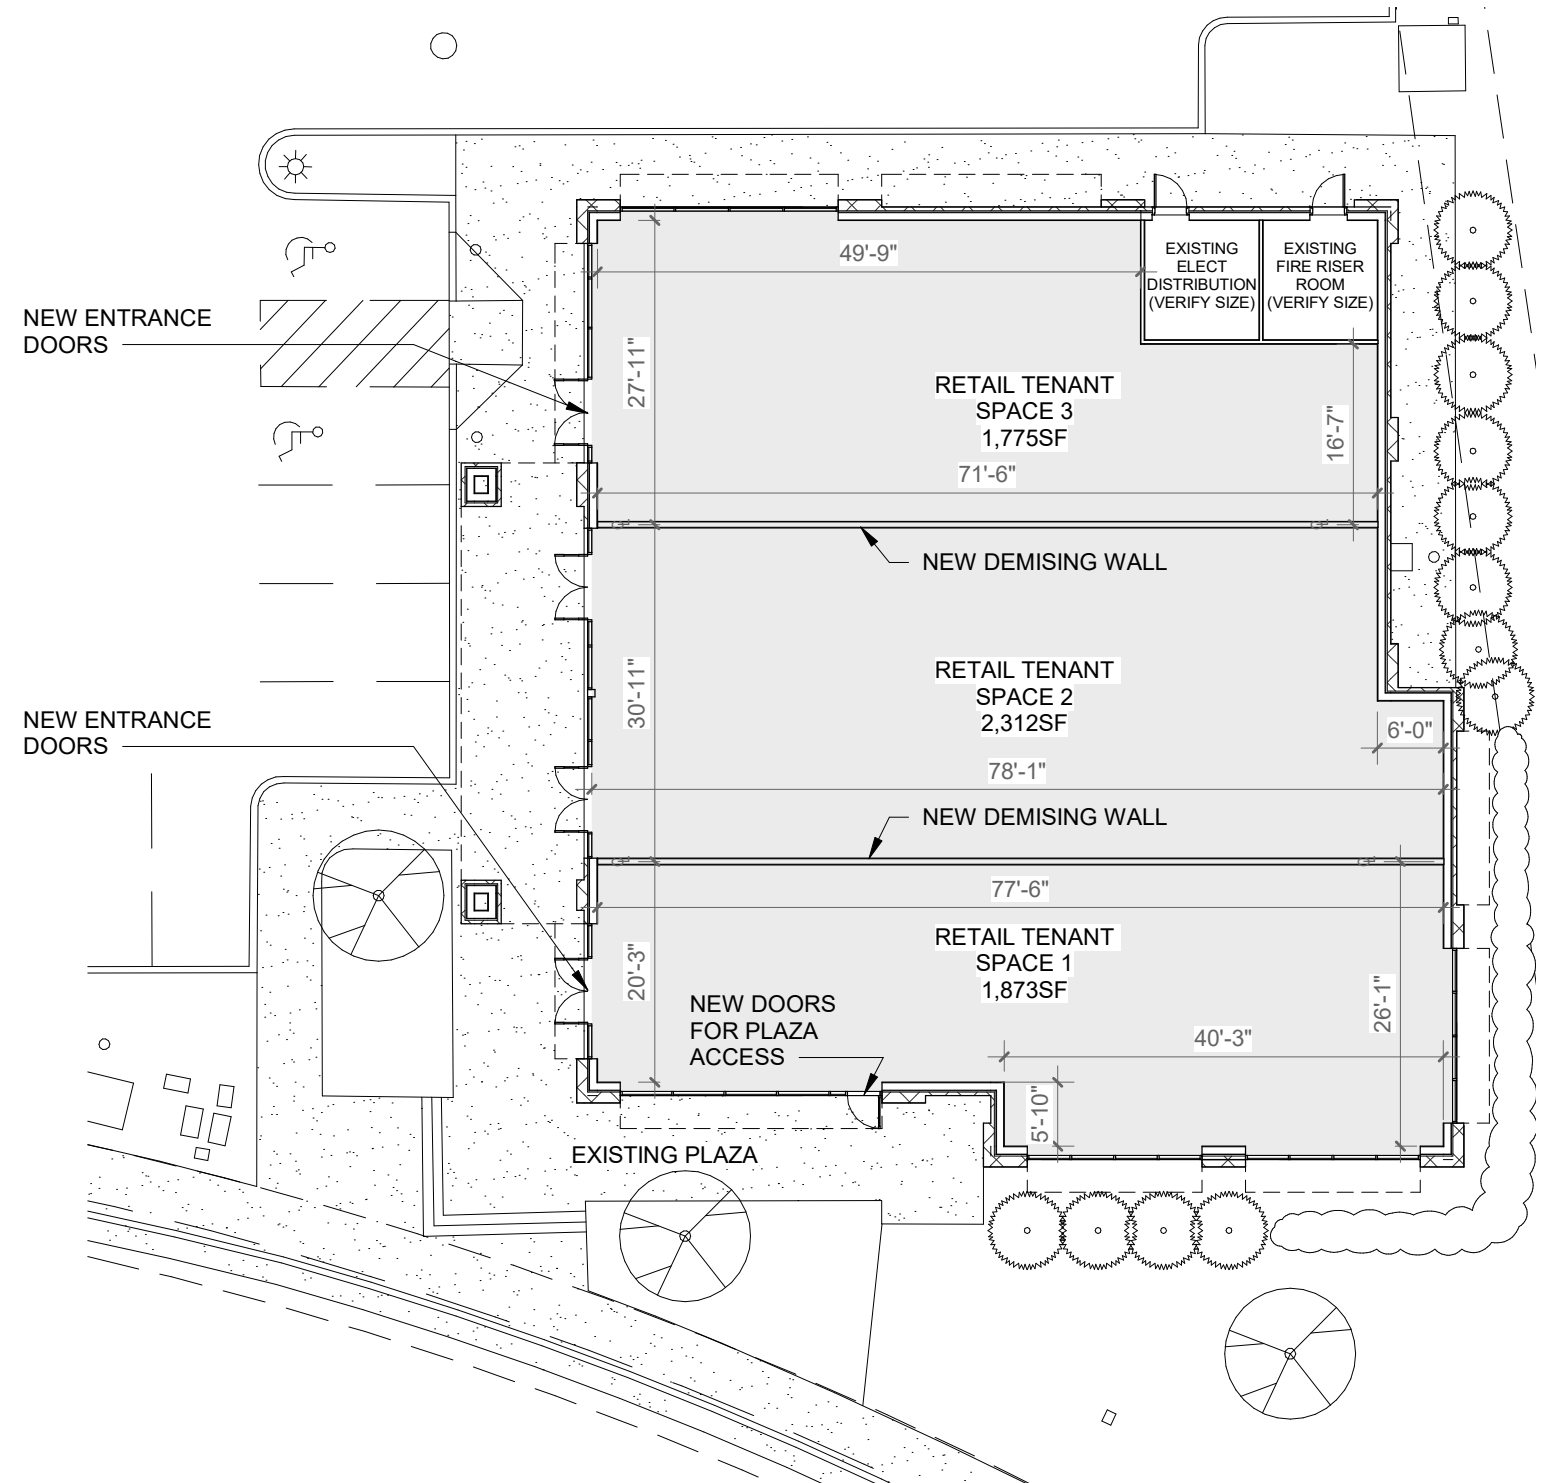 EXISTING
ELECT
DISTRIBUTION
(VERIFY SIZE)
EXISTING
FIRE RISER
ROOM
(VERIFY SIZE)
49'-9"
NEW ENTRANCE
DOORS
27'-11"
RETAIL TENANT
SPACE 3
1,775SF
16'-7"
71'-6"
NEW DEMISING WALL
RETAIL TENANT
SPACE 2
2,312SF
30'-11"
NEW ENTRANCE
DOORS
6'-0"
78'-1"
NEW DEMISING WALL
77'-6"
RETAIL TENANT
SPACE 1
1,873SF
20'-3"
NEW DOORS
FOR PLAZA
ACCESS
26'-1"
40'-3"
5'-10"
EXISTING PLAZA